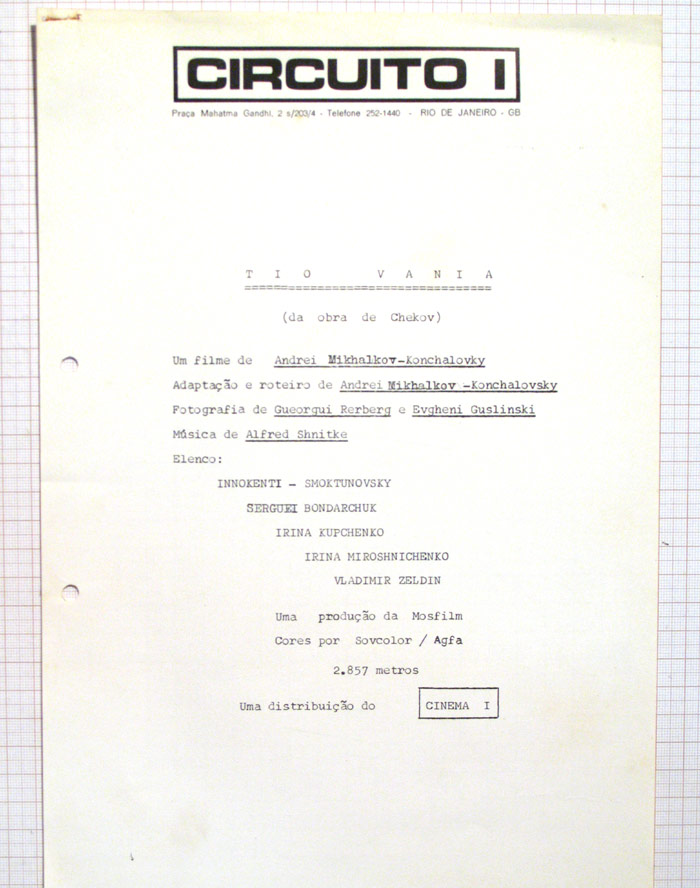 CIRCUITO I
Praça Mahatma Gandhi, 2 s/203/4 - Telefone 252-1440 - RIO DE JANEIRO - GB
T I O V A N I A
==================================
(da obra de Chekov)
Um filme de Andrei Mikhalkov-Konchalovky
Adaptação e roteiro de Andrei Mikhalkov -Konchalovsky
Fotografia de Gueorqui Rerberg e Evgheni Guslinski
Música de Alfred Shnitke
Elenco:
INNOKENTI - SMOKTUNOVSKY
SERGUEI BONDARCHUK
IRINA KUPCHENKO
IRINA MIROSHNICHENKO
VLADIMIR ZELDIN
Uma produção da Mosfilm
Cores por Sovcolor / Agfa
2.857 metros
Uma distribuição do CINEMA I